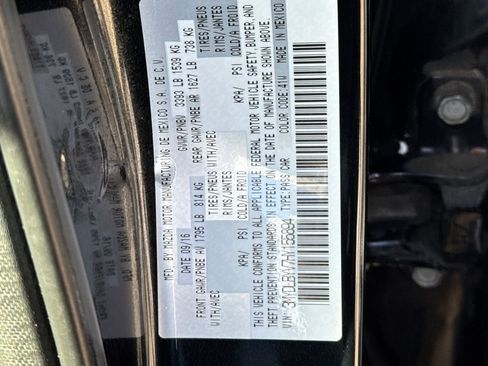 MFD. BY MAZDA MOTOR MANUFACTURING DE MEXICO S.A. DE C.V.
DATE 09/16 GVWR/PNBV 3393 LB 1539 KG
FRONT GAWR/PNBE AV 1795 LB 814 KG REAR GAWR/PNBE AR 1627 LB 738 KG
WITH/AVEC TIRES/PNEUS WITH/AVEC TIRES/PNEUS
RIMS/JANTES RIMS/JANTES
KPA/ PSI COLD/A FROID KPA/ PSI COLD/A FROID
THIS VEHICLE CONFORMS TO ALL APPLICABLE FEDERAL MOTOR VEHICLE SAFETY, BUMPER, AND
THEFT PREVENTION STANDARDS IN EFFECT ON THE DATE OF MANUFACTURE SHOWN ABOVE.
VIN: TYPE:PASS CAR COLOR CODE:41V MADE IN MEXICO